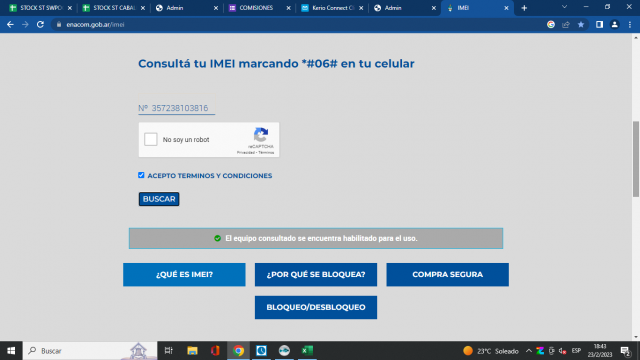 STOCK ST SWPO
STOCK ST CABAL
Admin
COMISIONES
Kerio Connect Cl
Admin
IMEI
enacom.gob.ar/imei
Consultá tu IMEI marcando *#06# en tu celular
Nº 357238103816
No soy un robot
reCAPTCHA
Privacidad - Términos
ACEPTO TERMINOS Y CONDICIONES
BUSCAR
El equipo consultado se encuentra habilitado para el uso.
¿QUÉ ES IMEI?
¿POR QUÉ SE BLOQUEA?
COMPRA SEGURA
BLOQUEO/DESBLOQUEO
Buscar
23°C Soleado
ESP
18:43
23/2/2023